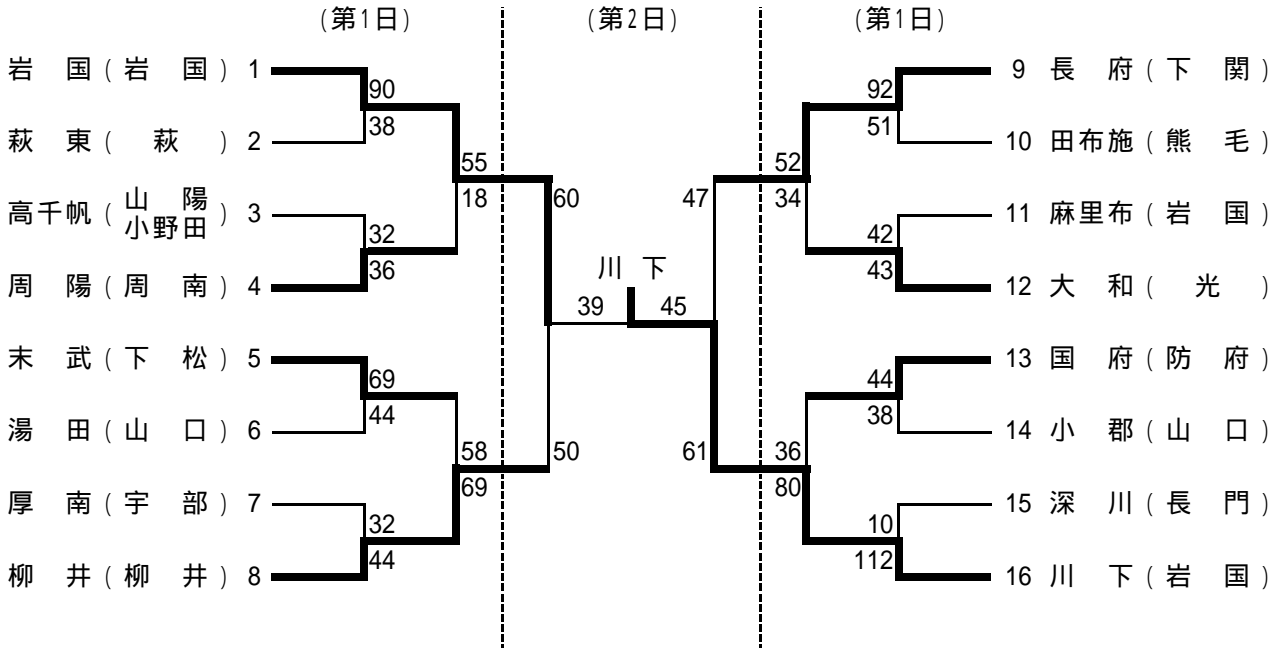 (第1日) (第2日) (第1日)
岩 国 ( 岩 国 ) 1 9 長 府 ( 下 関 )
90 92
38 51
萩 東 ( 萩 ) 2 10 田布施 ( 熊 毛 )
55 52
18 60 47 34
高千帆 ( 山 陽 小野田 ) 3 11 麻里布 ( 岩 国 )
32 42
36 43
川 下
周 陽 ( 周 南 ) 4 12 大 和 ( 光 )
39 45
末 武 ( 下 松 ) 5 13 国 府 ( 防 府 )
69 44
44 38
湯 田 ( 山 口 ) 6 14 小 郡 ( 山 口 )
58 50 61 36
69 80
厚 南 ( 宇 部 ) 7 15 深 川 ( 長 門 )
32 10
44 112
柳 井 ( 柳 井 ) 8 16 川 下 ( 岩 国 )